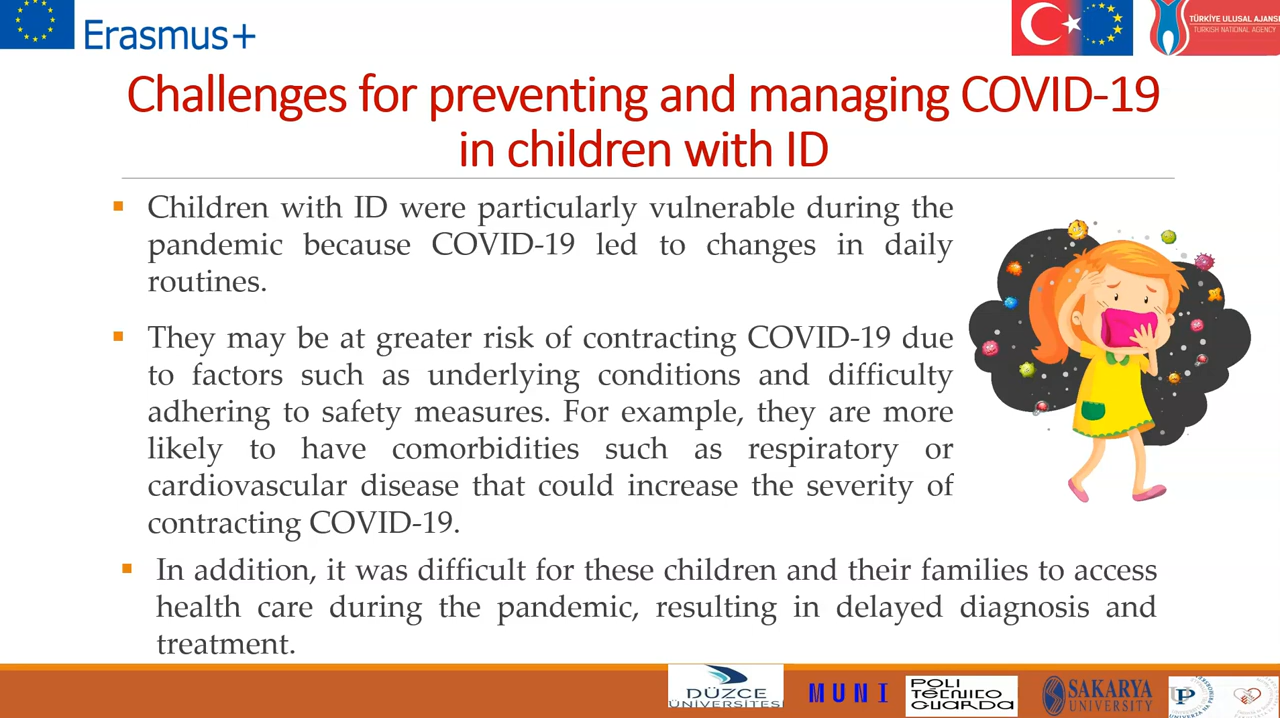 Erasmus+
TÜRKİYE ULUSAL AJANSI
TURKISH NATIONAL AGENCY
Challenges for preventing and managing COVID-19
in children with ID
Children with ID were particularly vulnerable during the
pandemic because COVID-19 led to changes in daily
routines.
They may be at greater risk of contracting COVID-19 due
to factors such as underlying conditions and difficulty
adhering to safety measures. For example, they are more
likely to have comorbidities such as respiratory or
cardiovascular disease that could increase the severity of
contracting COVID-19.
In addition, it was difficult for these children and their families to access
health care during the pandemic, resulting in delayed diagnosis and
treatment.
DÜZCE
ÜNİVERSİTESİ
MUNI
POLI
TÉCNICO
GUARDA
SAKARYA
UNIVERSITY